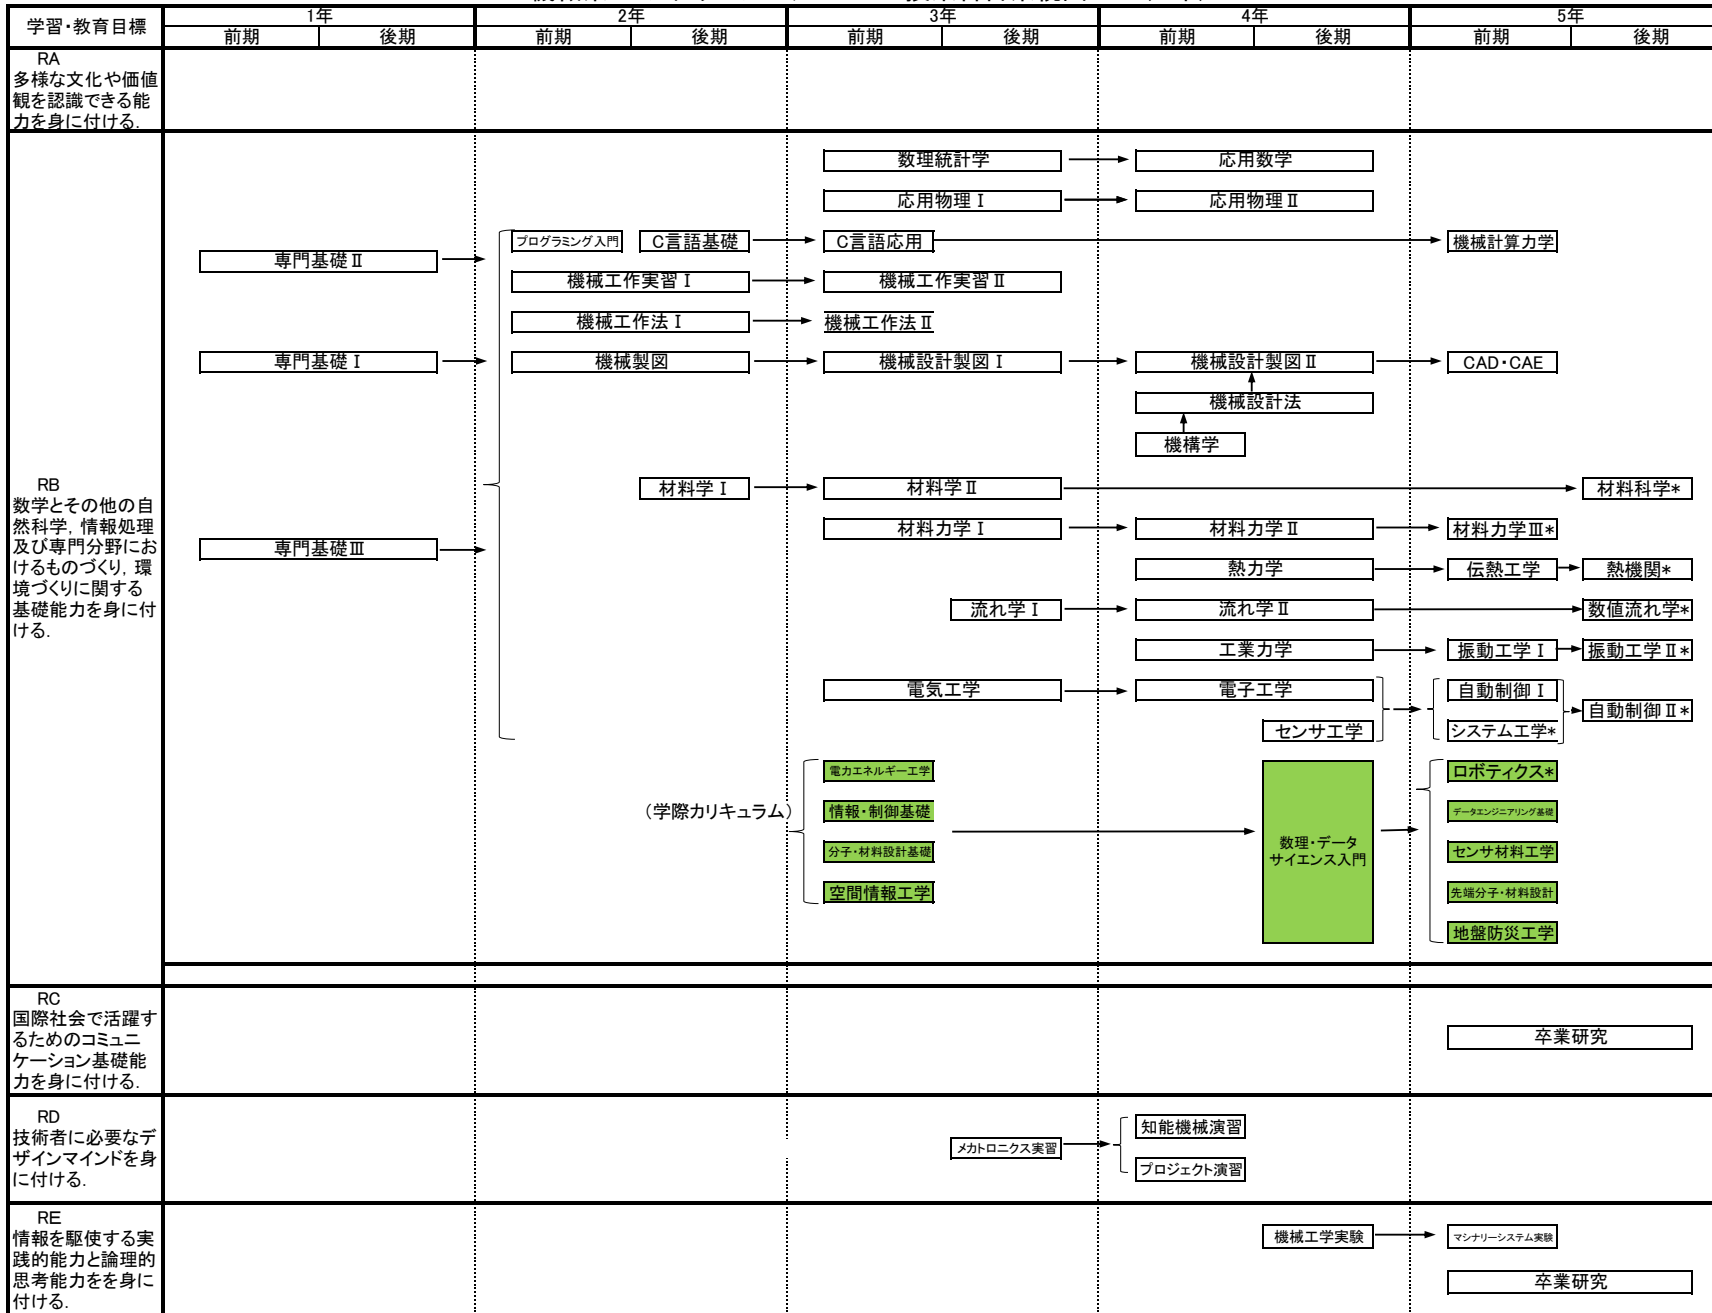 学習・教育目標
1年
2年
3年
4年
5年
前期
後期
前期
後期
前期
後期
前期
後期
前期
後期
RA
多様な文化や価値
観を認識できる能
力を身に付ける.
RB
数学とその他の自
然科学, 情報処理
及び専門分野にお
けるものづくり, 環
境づくりに関する
基礎能力を身に付
ける.
数理統計学
応用数学
応用物理Ⅰ
応用物理Ⅱ
専門基礎Ⅱ
プログラミング入門
C言語基礎
C言語応用
機械計算力学
機械工作実習Ⅰ
機械工作実習Ⅱ
機械工作法Ⅰ
機械工作法Ⅱ
専門基礎Ⅰ
機械製図
機械設計製図Ⅰ
機械設計製図Ⅱ
CAD・CAE
機械設計法
機構学
材料学Ⅰ
材料学Ⅱ
材料科学*
材料力学Ⅰ
材料力学Ⅱ
材料力学Ⅲ*
専門基礎Ⅲ
熱力学
伝熱工学
熱機関*
流れ学Ⅰ
流れ学Ⅱ
数値流れ学*
工業力学
振動工学Ⅰ
振動工学Ⅱ*
電気工学
電子工学
自動制御Ⅰ
自動制御Ⅱ*
センサ工学
システム工学*
(学際カリキュラム)
電力エネルギー工学
情報・制御基礎
分子・材料設計基礎
空間情報工学
数理・データ
サイエンス入門
ロボティクス*
データエンジニアリング基礎
センサ材料工学
先端分子・材料設計
地盤防災工学
RC
国際社会で活躍す
るためのコミュニ
ケーション基礎能
力を身に付ける.
卒業研究
RD
技術者に必要なデ
ザインマインドを身
に付ける.
メカトロニクス実習
知能機械演習
プロジェクト演習
RE
情報を駆使する実
践的能力と論理的
思考能力をを身に
付ける.
機械工学実験
マシナリーシステム実験
卒業研究